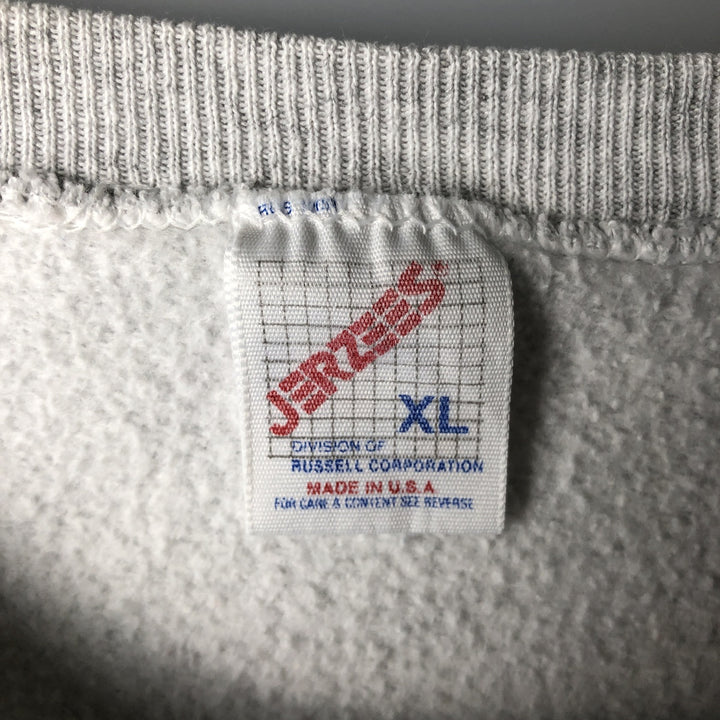 JERZEES.
XL
DIVISION OF
RUSSELL CORPORATION
MADE IN U.S.A
FOR CARE & CONTENT SEE REVERSE